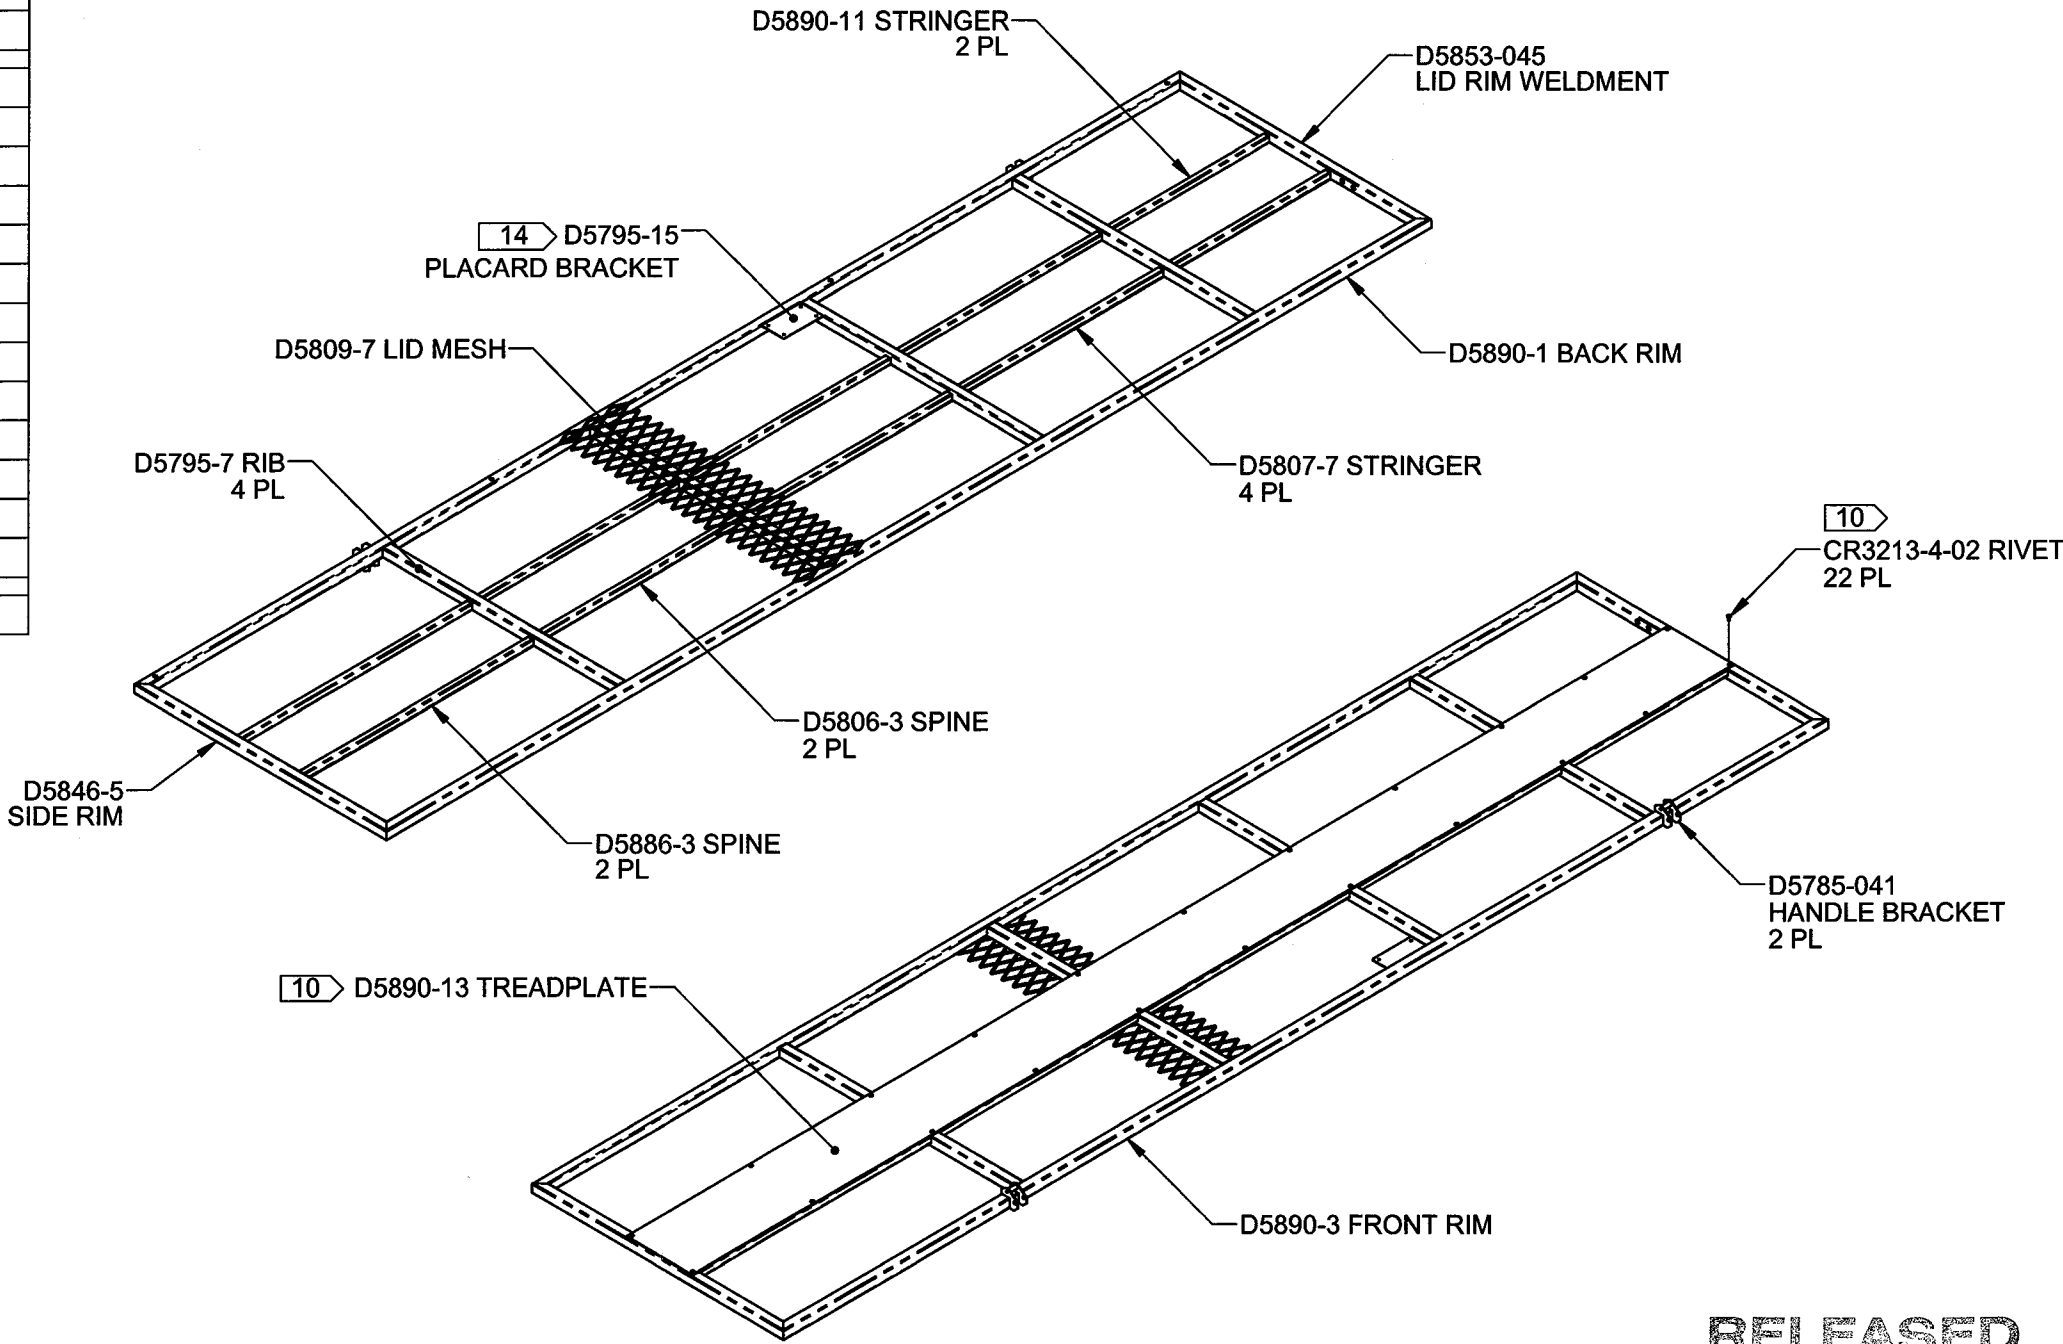 D5890-11 STRINGER
2 PL
D5853-045
LID RIM WELDMENT
14 D5795-15
PLACARD BRACKET
D5809-7 LID MESH
D5890-1 BACK RIM
D5795-7 RIB
4 PL
D5807-7 STRINGER
4 PL
10
CR3213-4-02 RIVET
22 PL
D5806-3 SPINE
2 PL
D5846-5
SIDE RIM
D5886-3 SPINE
2 PL
D5785-041
HANDLE BRACKET
2 PL
10 D5890-13 TREADPLATE
D5890-3 FRONT RIM
RELEASED